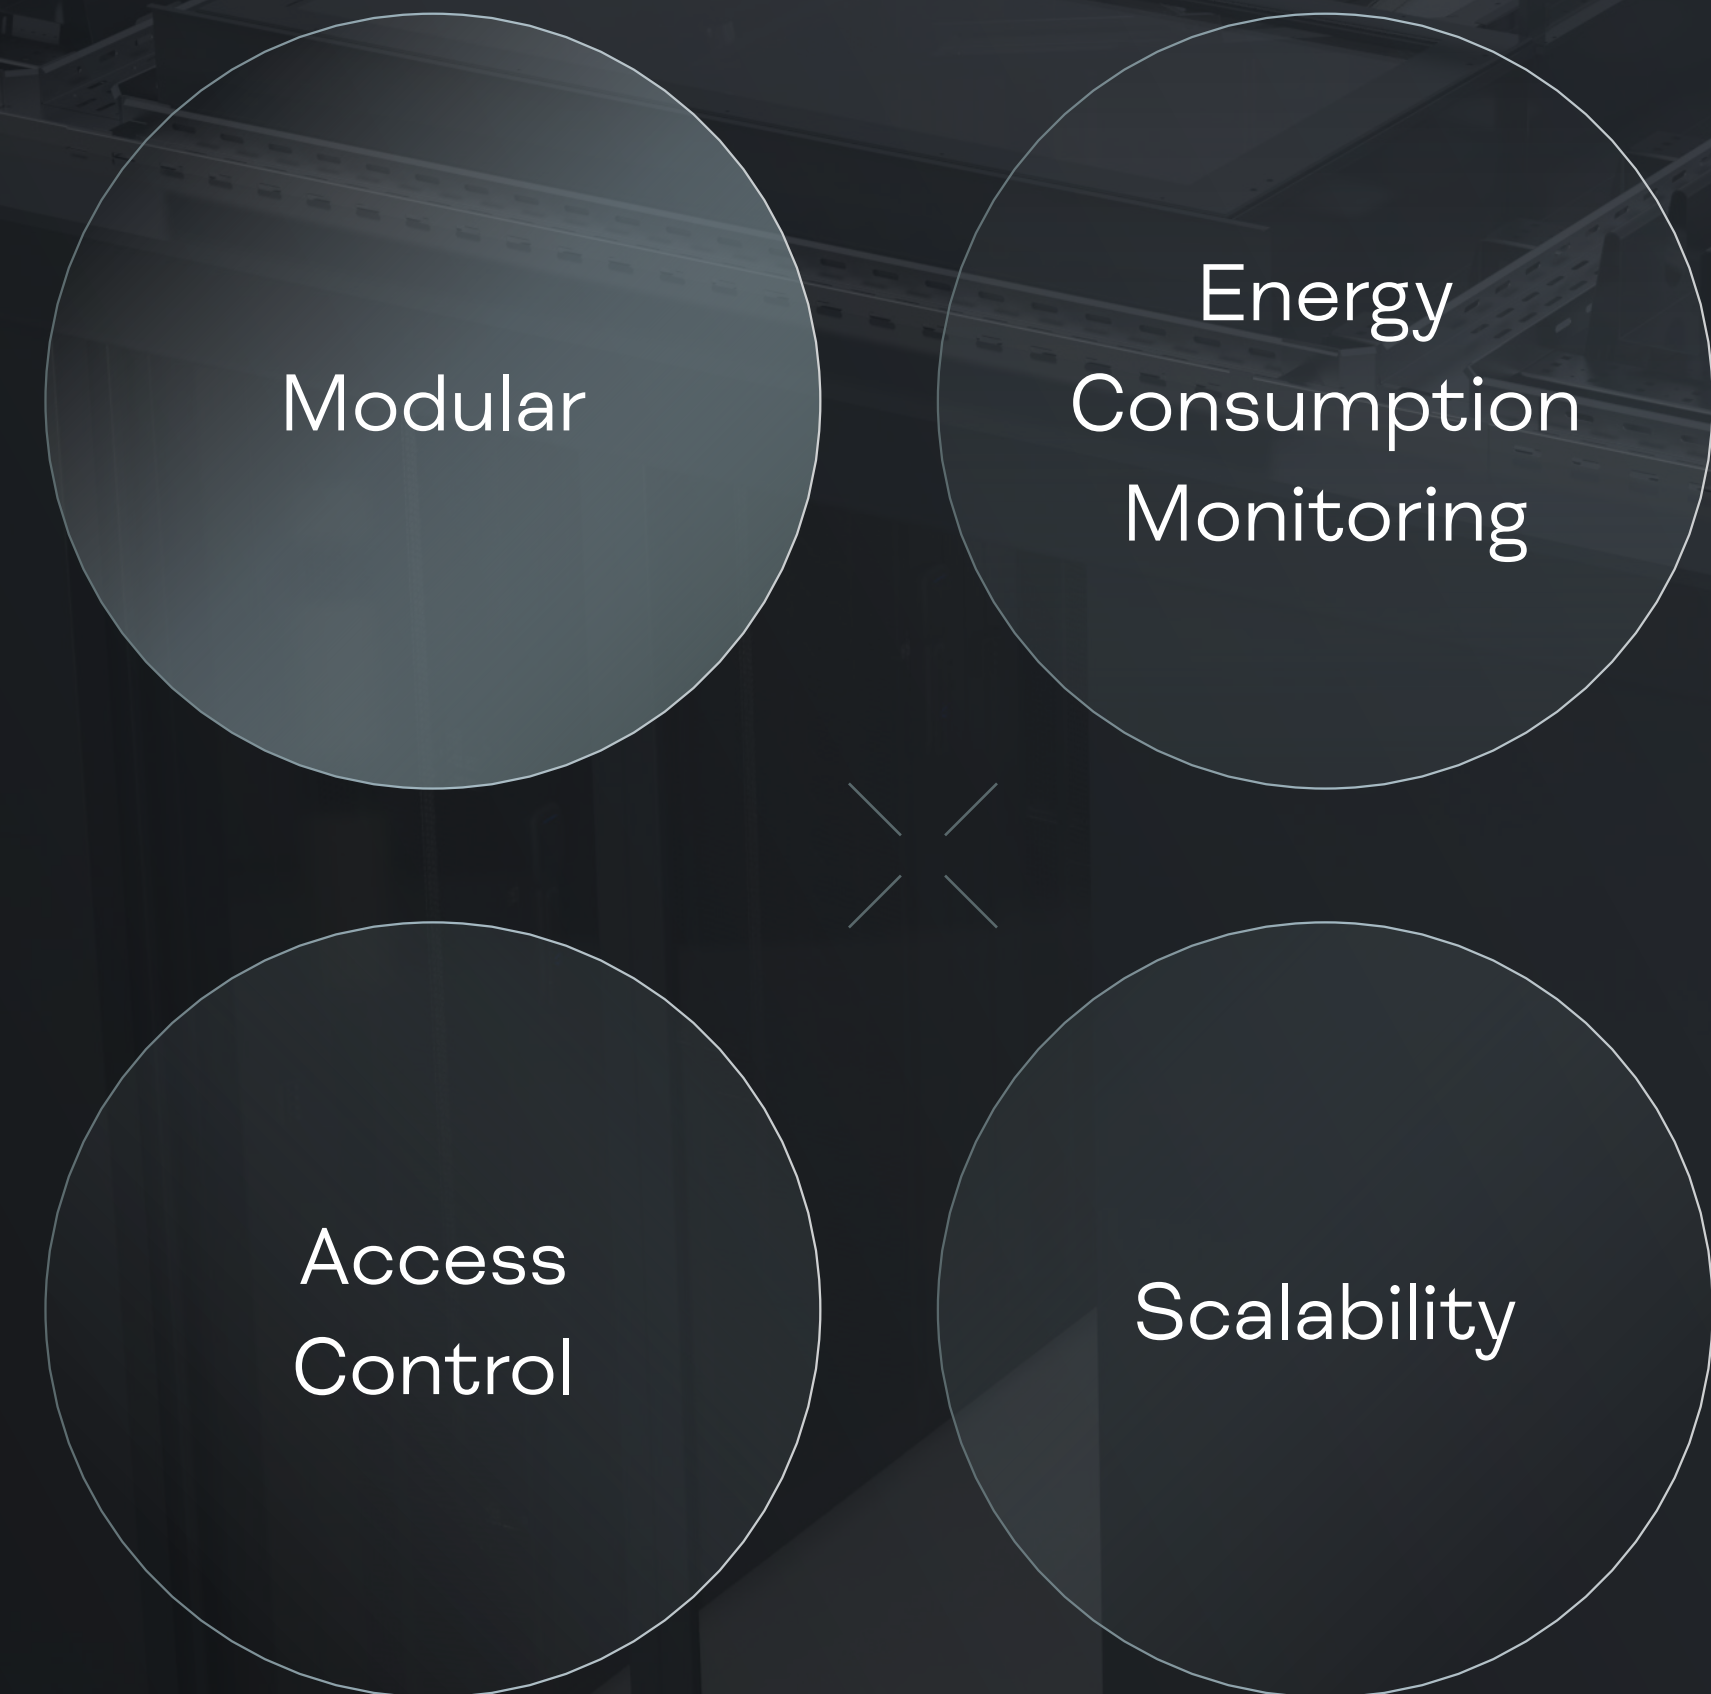 Modular
Energy
Consumption
Monitoring
Access
Control
Scalability